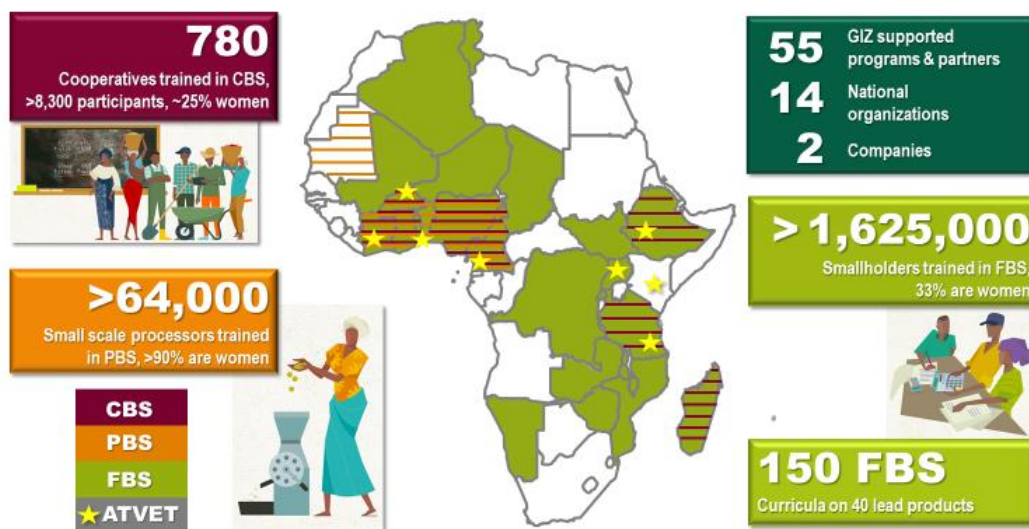 780
Cooperatives trained in CBS,
>8,300 participants, ~25% women
>64,000
Small scale processors trained
in PBS, >90% are women
CBS
PBS
FBS
ATVET
55 GIZ supported
programs & partners
14 National
organizations
2 Companies
> 1,625,000
Smallholders trained in FBS,
33% are women
150 FBS
Curricula on 40 lead products